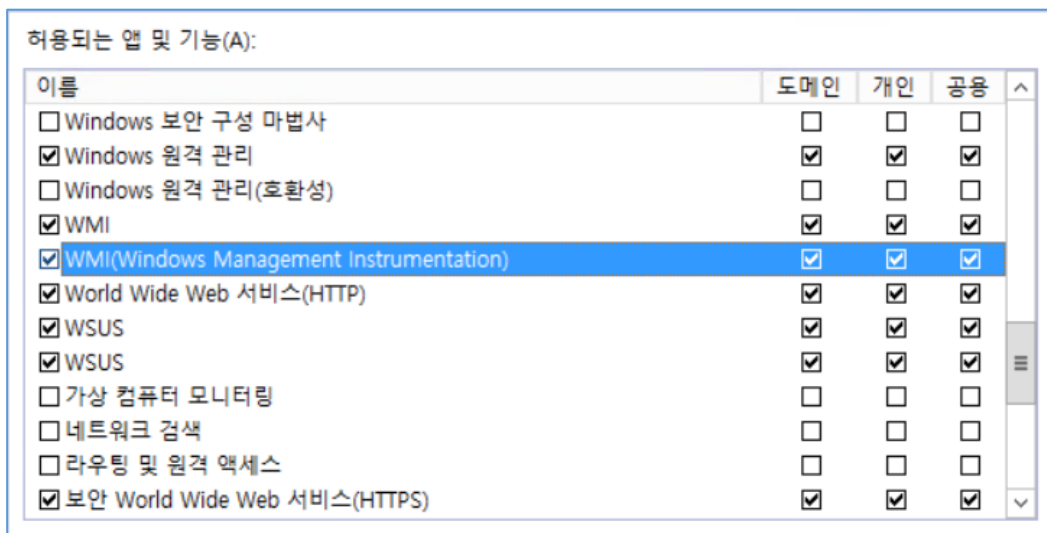 허용되는 앱 및 기능(A):
이름 도메인 개인 공용
Windows 보안 구성 마법사
Windows 원격 관리
Windows 원격 관리(호환성)
WMI
WMI(Windows Management Instrumentation)
World Wide Web 서비스(HTTP)
WSUS
WSUS
가상 컴퓨터 모니터링
네트워크 검색
라우팅 및 원격 액세스
보안 World Wide Web 서비스(HTTPS)